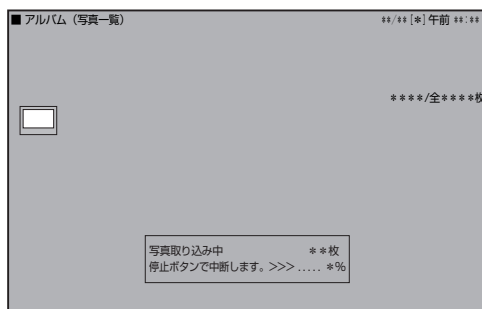 ■ アルバム（写真一覧） **/**[*]午前 **:**
****/全****枚
写真取り込み中 **枚
停止ボタンで中断します。>>>..... *%